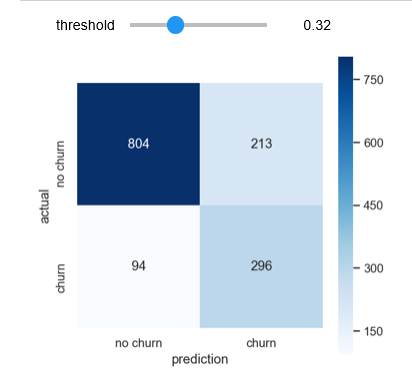 threshold 0.32
750
804 213
no churn
600
actual
450
94 296
churn
300
150
no churn churn
prediction